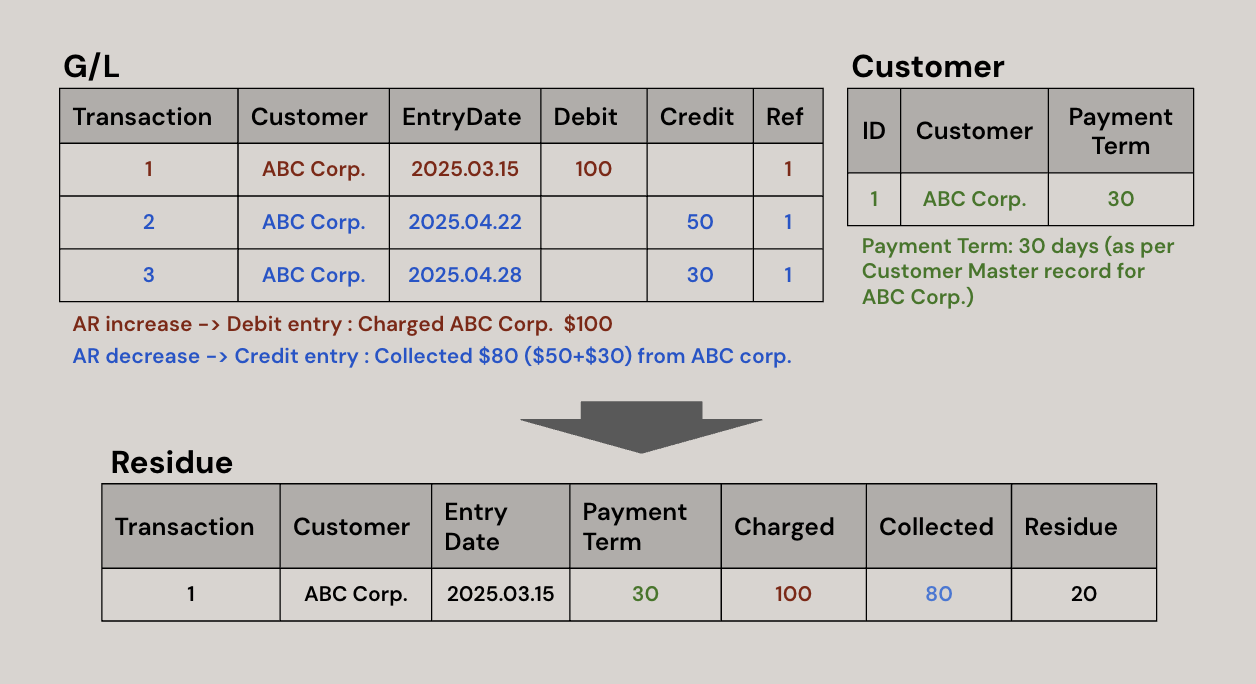 G/L
Transaction Customer EntryDate Debit Credit Ref
1 ABC Corp. 2025.03.15 100 1
2 ABC Corp. 2025.04.22 50 1
3 ABC Corp. 2025.04.28 30 1
AR increase -> Debit entry : Charged ABC Corp. $100
AR decrease -> Credit entry : Collected $80 ($50+$30) from ABC corp.
Customer
ID Customer Payment
Term
1 ABC Corp. 30
Payment Term: 30 days (as per
Customer Master record for
ABC Corp.)
Residue
Transaction Customer Entry
Date Payment
Term Charged Collected Residue
1 ABC Corp. 2025.03.15 30 100 80 20